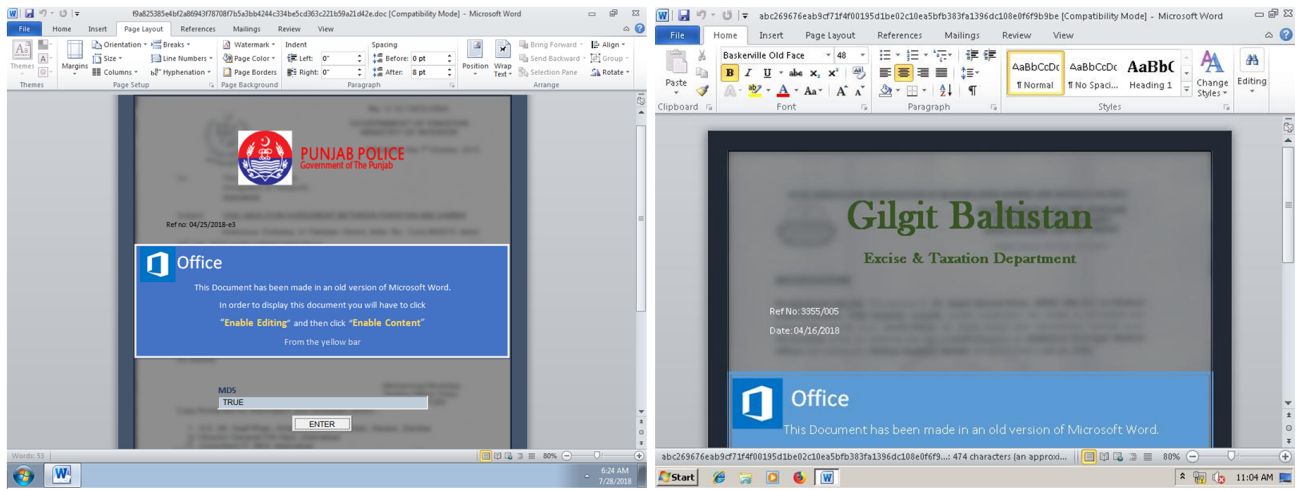 f9a825385e4bf2a86943f78708f7b5a3bb4244c334be5cd363c221b59a21d42e.doc [Compatibility Mode] - Microsoft Word
File Home Insert Page Layout References Mailings Review View
Themes
Margins
Orientation
Size
Columns
Breaks
Line Numbers
Hyphenation
Watermark
Page Color
Page Borders
Indent
Left: 0"
Right: 0"
Spacing
Before: 0 pt
After: 8 pt
Position
Wrap Text
Bring Forward
Send Backward
Selection Pane
Align
Group
Rotate
Themes Page Setup Page Background Paragraph Arrange
PUNJAB POLICE
Government of The Punjab
Ref no: 04/25/2018-e3
Office
This Document has been made in an old version of Microsoft Word.
In order to display this document you will have to click
"Enable Editing" and then click "Enable Content"
From the yellow bar
MD5
TRUE
ENTER
Words: 53
80%
6:24 AM
7/28/2018
abc269676eab9cf71f4f00195d1be02c10ea5bfb383fa1396dc108e0f6f9b9be [Compatibility Mode] - Microsoft Word
File Home Insert Page Layout References Mailings Review View
Paste
Baskerville Old Face 48
B I U abc x, x²
A aby A Aa A A
AaBbCcDc AaBbCcDc AaBbC
¶ Normal ¶ No Spaci... Heading 1
Change Styles
Editing
Clipboard Font Paragraph Styles
Gilgit Baltistan
Excise & Taxation Department
Ref No: 3355/005
Date: 04/16/2018
Office
This Document has been made in an old version of Microsoft Word.
abc269676eab9cf71f4f00195d1be02c10ea5bfb383fa1396dc108e0f6f9...: 474 characters (an approxi...
80%
Start
11:04 AM